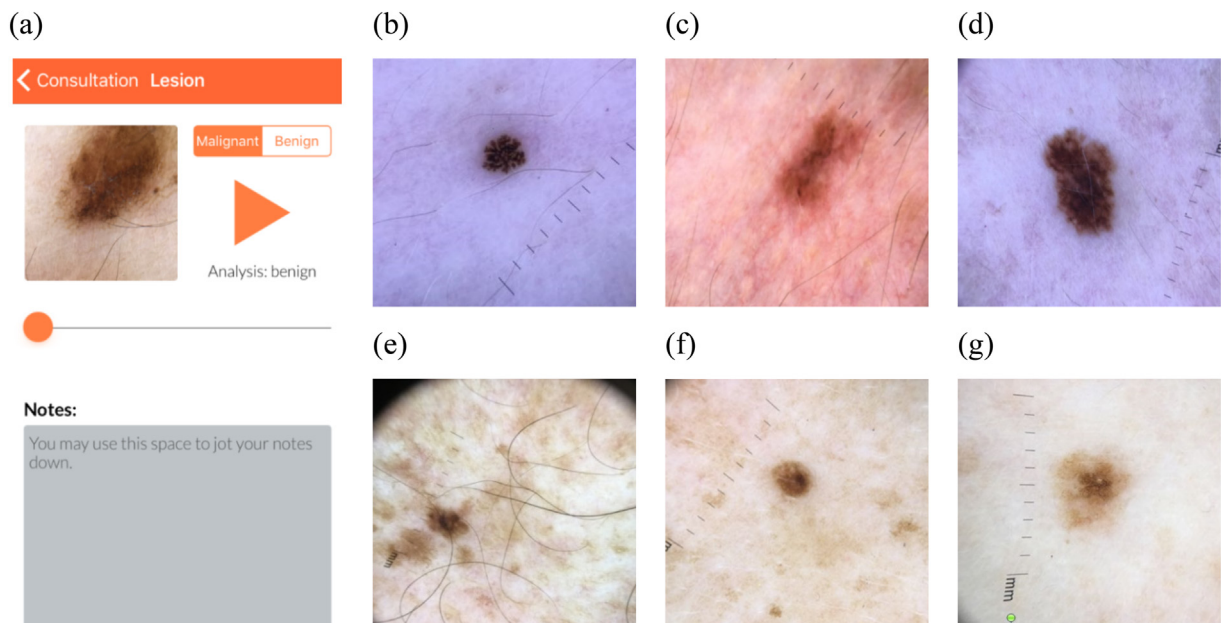 (a)
(b)
(c)
(d)
Consultation Lesion
Malignant Benign
Analysis: benign
(e)
(f)
(g)
Notes:
You may use this space to jot your notes
down.
mm
mm